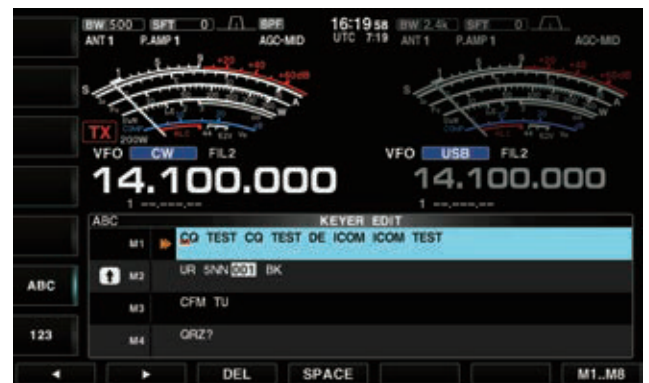 BW 500 SFT 0 BPF 16:19 58 BW 2.4k SFT 0
ANT 1 P.AMP 1 AGC-MID UTC 7:19 ANT 1 P.AMP 1 AGC-MID
TX 200W
VFO CW FIL2 VFO USB FIL2
14.100.000 14.100.000
1 --,---,-- 1 --,---,--
ABC KEYER EDIT
M1 CQ TEST CQ TEST DE ICOM ICOM TEST
M2 UR 5NN 001 BK
M3 CFM TU
M4 QRZ?
ABC
123
DEL SPACE M1..M8